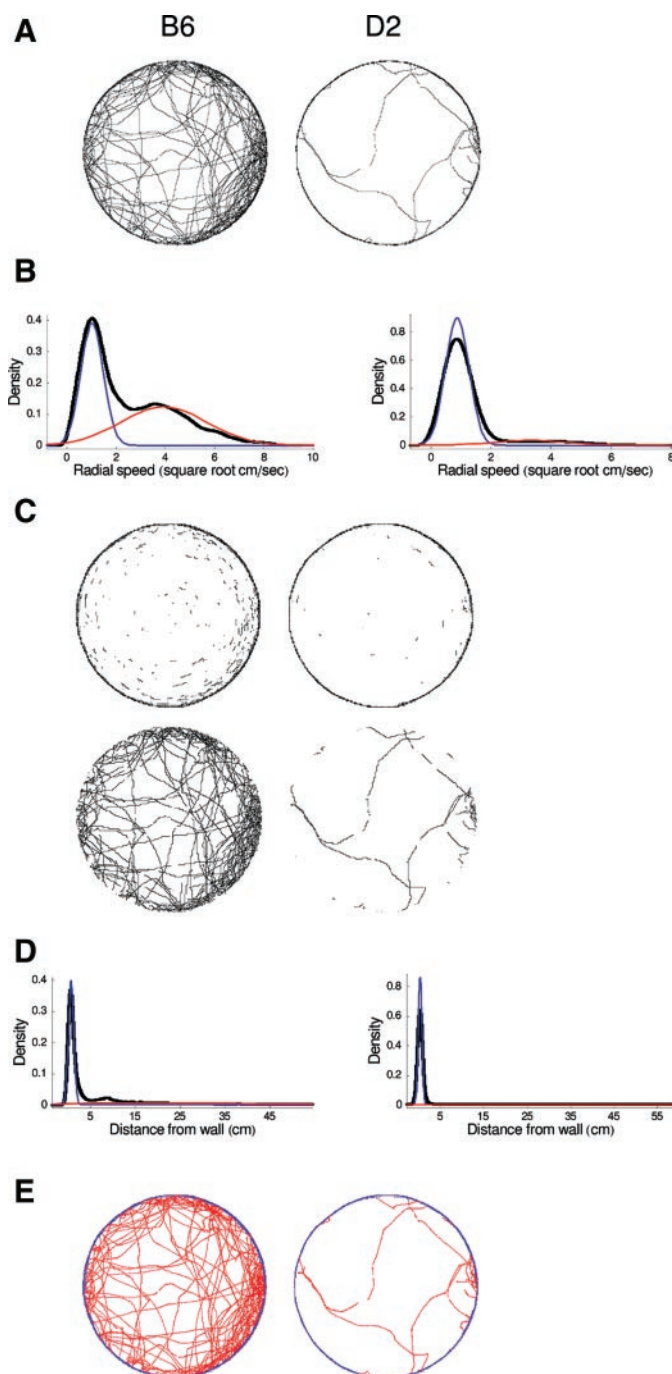 A B6 D2
B
0.4
0.3
0.2
0.1
0
Density
0 2 4 6 8 10
Radial speed (square root cm/sec)
0.8
0.6
0.4
0.2
0
Density
0 2 4 6 8
Radial speed (square root cm/sec)
C
D
0.4
0.3
0.2
0.1
0
Density
5 15 25 35 45
Distance from wall (cm)
0.8
0.6
0.4
0.2
0
Density
5 15 25 35 45 55
Distance from wall (cm)
E